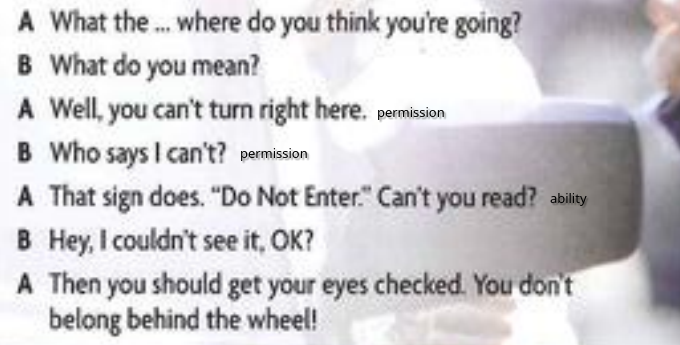 A What the ... where do you think you're going?
B What do you mean?
A Well, you can't turn right here. permission
B Who says I can't? permission
A That sign does. "Do Not Enter." Can't you read? ability
B Hey, I couldn't see it, OK?
A Then you should get your eyes checked. You don't
belong behind the wheel!